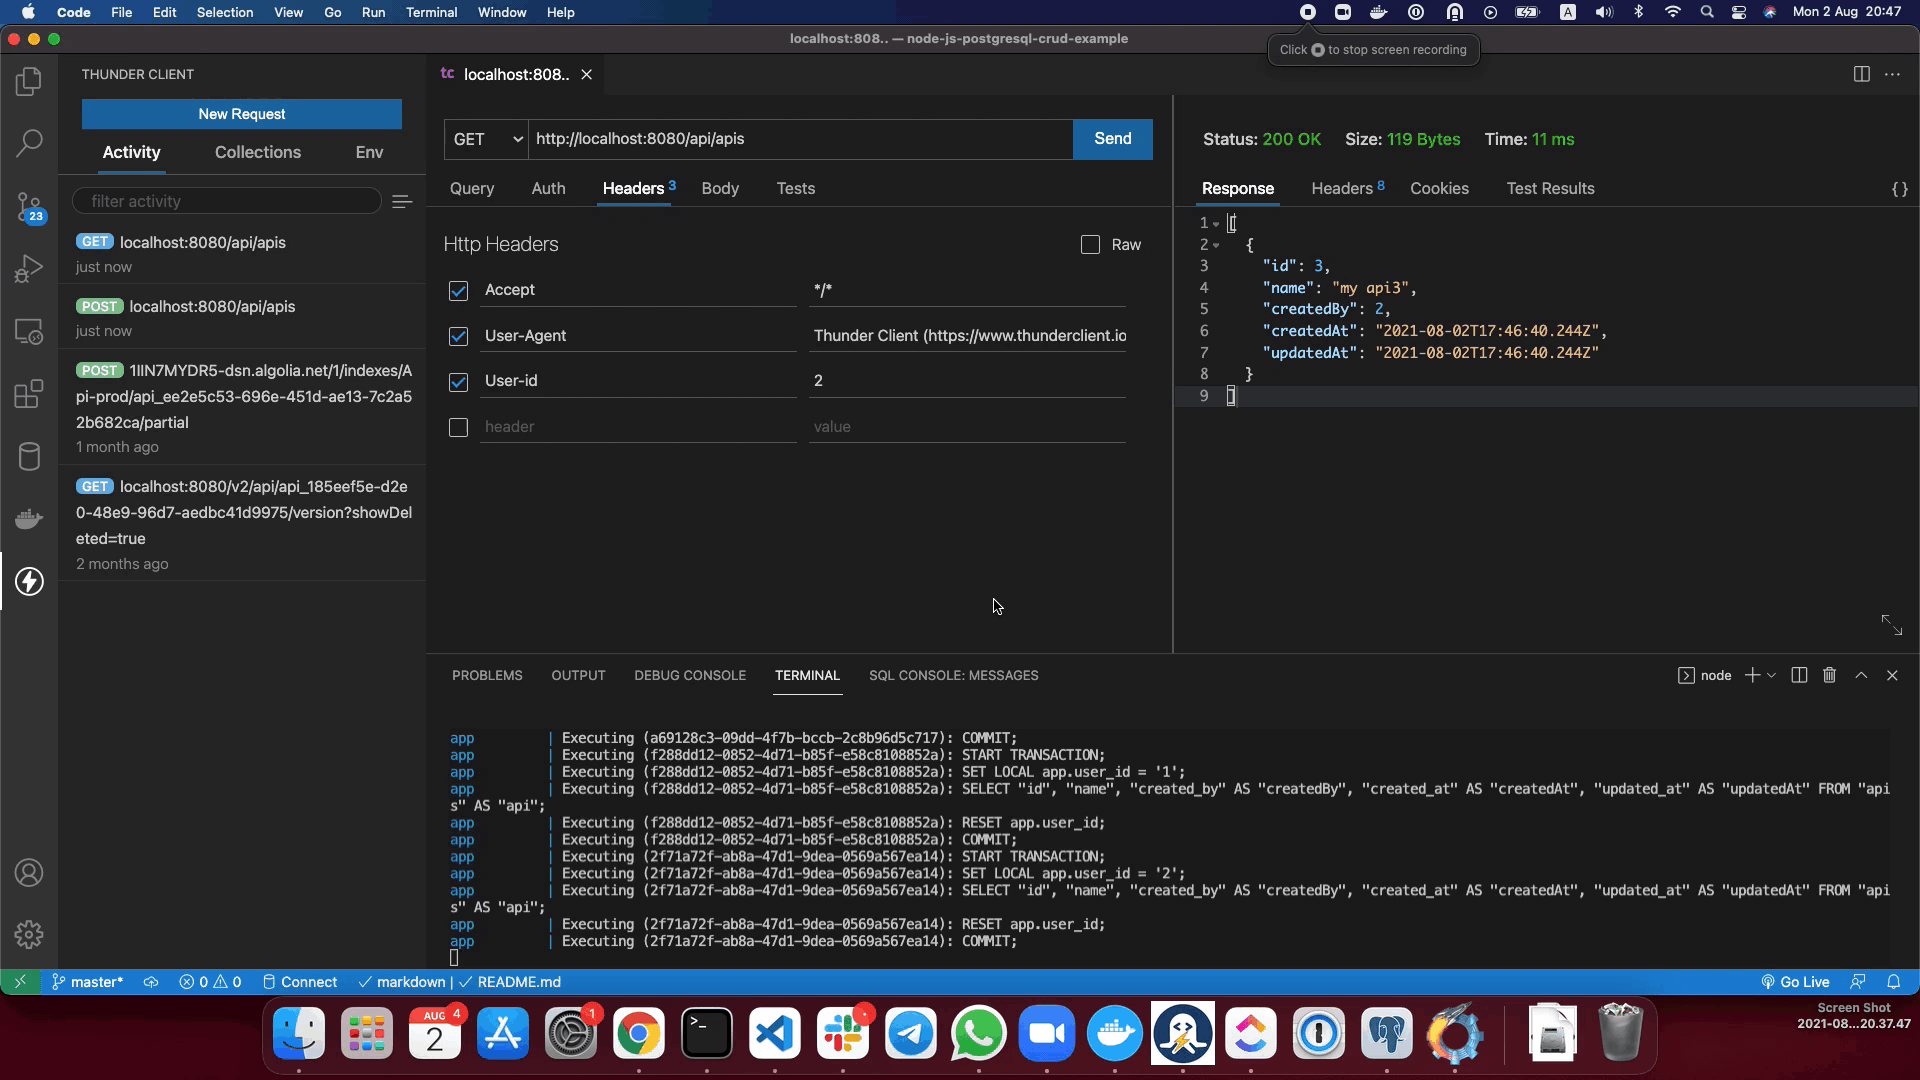 Code File Edit Selection View Go Run Terminal Window Help
A
Mon 2 Aug 20:47
localhost:808.. — node-js-postgresql-crud-example
Click to stop screen recording
THUNDER CLIENT
New Request
Activity Collections Env
filter activity
GET localhost:8080/api/apis
just now
POST localhost:8080/api/apis
just now
POST 1IIN7MYDR5-dsn.algolia.net/1/indexes/A
pi-prod/api_ee2e5c53-696e-451d-ae13-7c2a5
2b682ca/partial
1 month ago
GET localhost:8080/v2/api/api_185eef5e-d2e
0-48e9-96d7-aedbc41d9975/version?showDel
eted=true
2 months ago
23
tc localhost:808..
GET http://localhost:8080/api/apis Send
Query Auth Headers 3 Body Tests
Http Headers Raw
Accept */*
User-Agent Thunder Client (https://www.thunderclient.io
User-id 2
header value
Status: 200 OK Size: 119 Bytes Time: 11 ms
Response Headers 8 Cookies Test Results {}
1 [
2 {
3 "id": 3,
4 "name": "my api3",
5 "createdBy": 2,
6 "createdAt": "2021-08-02T17:46:40.244Z",
7 "updatedAt": "2021-08-02T17:46:40.244Z"
8 }
9 ]
PROBLEMS OUTPUT DEBUG CONSOLE TERMINAL SQL CONSOLE: MESSAGES
node
app | Executing (a69128c3-09dd-4f7b-bccb-2c8b96d5c717): COMMIT;
app | Executing (f288dd12-0852-4d71-b85f-e58c8108852a): START TRANSACTION;
app | Executing (f288dd12-0852-4d71-b85f-e58c8108852a): SET LOCAL app.user_id = '1';
app | Executing (f288dd12-0852-4d71-b85f-e58c8108852a): SELECT "id", "name", "created_by" AS "createdBy", "created_at" AS "createdAt", "updated_at" AS "updatedAt" FROM "api
s" AS "api";
app | Executing (f288dd12-0852-4d71-b85f-e58c8108852a): RESET app.user_id;
app | Executing (f288dd12-0852-4d71-b85f-e58c8108852a): COMMIT;
app | Executing (2f71a72f-ab8a-47d1-9dea-0569a567ea14): START TRANSACTION;
app | Executing (2f71a72f-ab8a-47d1-9dea-0569a567ea14): SET LOCAL app.user_id = '2';
app | Executing (2f71a72f-ab8a-47d1-9dea-0569a567ea14): SELECT "id", "name", "created_by" AS "createdBy", "created_at" AS "createdAt", "updated_at" AS "updatedAt" FROM "api
s" AS "api";
app | Executing (2f71a72f-ab8a-47d1-9dea-0569a567ea14): RESET app.user_id;
app | Executing (2f71a72f-ab8a-47d1-9dea-0569a567ea14): COMMIT;
master* 0 0 Connect markdown | README.md Go Live
Screen Shot
2021-08...20.37.47
AUG 4
2
1
>_